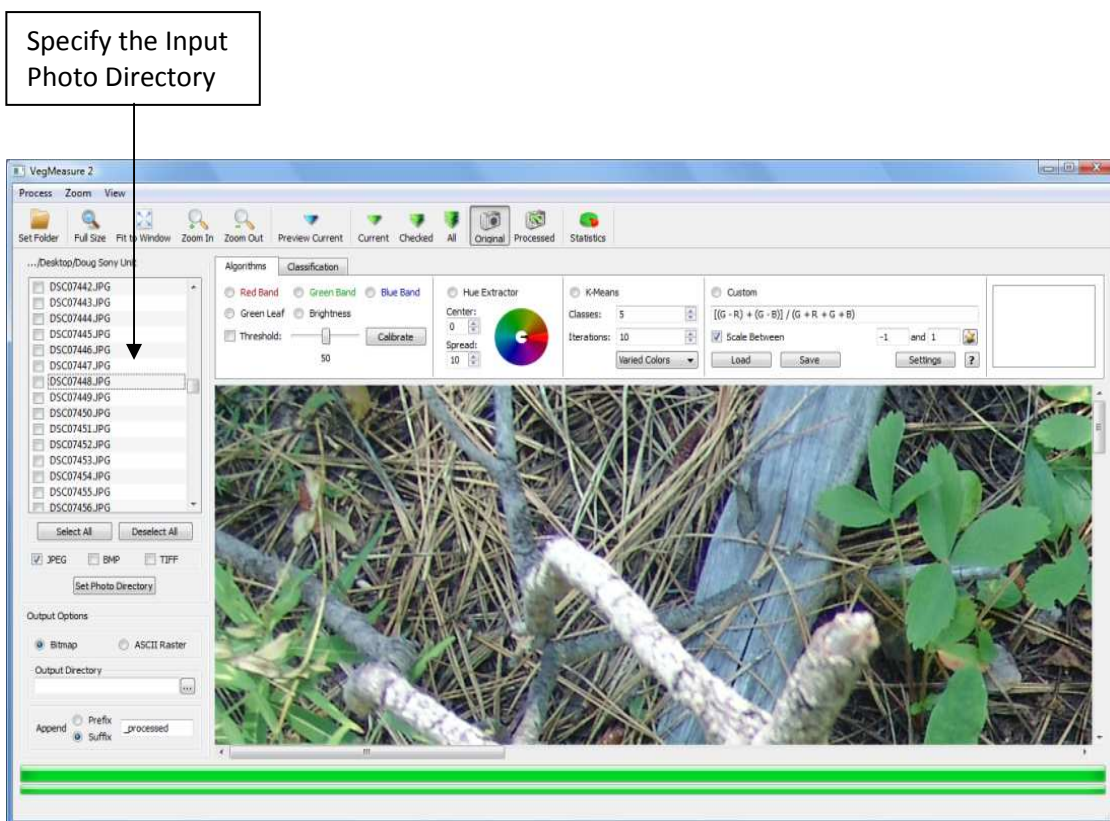 Specify the Input
Photo Directory
VegMeasure 2
Process Zoom View
Set Folder Full Size Fit to Window Zoom In Zoom Out Preview Current Current Checked All Original Processed Statistics
.../Desktop/Doug Sony Unit
DSC07442.JPG
DSC07443.JPG
DSC07444.JPG
DSC07445.JPG
DSC07446.JPG
DSC07447.JPG
DSC07448.JPG
DSC07449.JPG
DSC07450.JPG
DSC07451.JPG
DSC07452.JPG
DSC07453.JPG
DSC07454.JPG
DSC07455.JPG
DSC07456.JPG
Select All Deselect All
JPEG BMP TIFF
Set Photo Directory
Output Options
Bitmap ASCII Raster
Output Directory
...
Append Prefix
Suffix _processed
Algorithms Classification
Red Band Green Band Blue Band
Green Leaf Brightness
Threshold: Calibrate
50
Hue Extractor
Center:
0
Spread:
10
K-Means
Classes: 5
Iterations: 10
Varied Colors
Custom
[(G - R) + (G - B)] / (G + R + G + B)
Scale Between -1 and 1
Load Save Settings ?